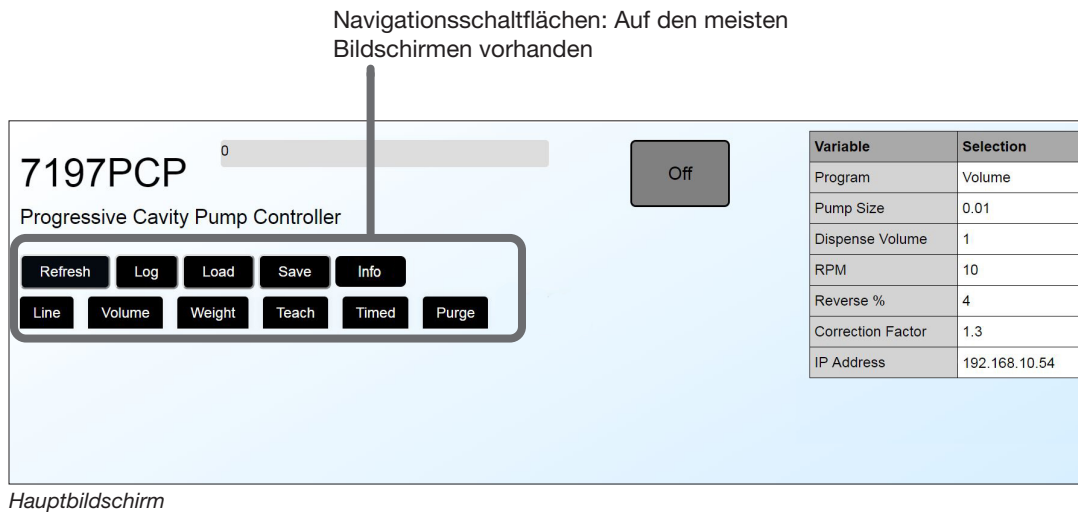 Navigationsschaltflächen: Auf den meisten
Bildschirmen vorhanden
7197PCP
0
Off
Progressive Cavity Pump Controller
Refresh Log Load Save Info
Line Volume Weight Teach Timed Purge
Variable Selection
Program Volume
Pump Size 0.01
Dispense Volume 1
RPM 10
Reverse % 4
Correction Factor 1.3
IP Address 192.168.10.54
Hauptbildschirm